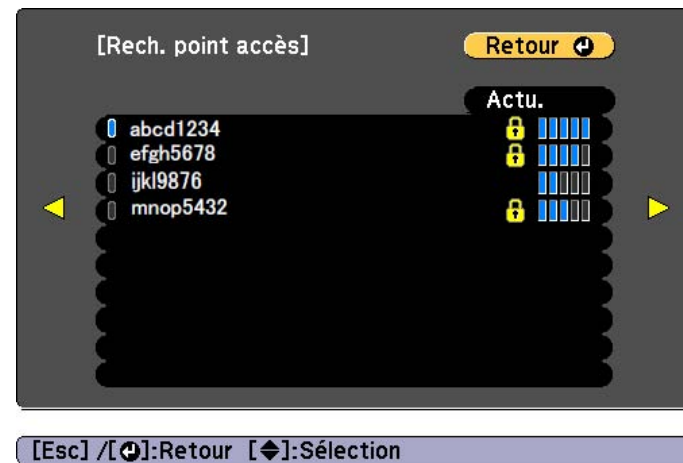 [Rech. point accès]
Retour
Actu.
abcd1234
efgh5678
ijkl9876
mnop5432
[Esc] /[ ]:Retour [ ]:Sélection